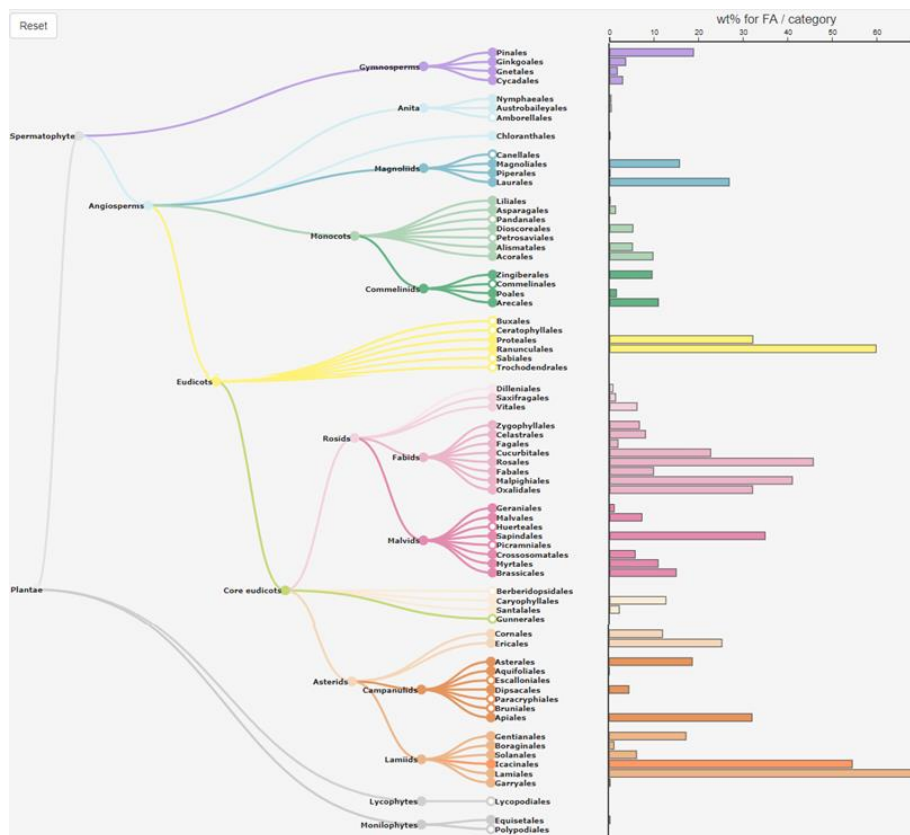 Reset
wt% for FA / category
0 10 20 30 40 50 60
Pinales
Gymnosperms
Ginkgoales
Gnetales
Cycadales
Nymphaeales
Anita
Austrobaileyales
Amborellales
Spermatophyte
Chloranthales
Canellales
Magnoliids
Magnoliales
Piperales
Laurales
Angiosperms
Liliales
Asparagales
Pandanales
Monocots
Dioscoreales
Petrosaviales
Alismatales
Acorales
Zingiberales
Commelinids
Commelinales
Poales
Arecales
Buxales
Ceratophyllales
Proteales
Ranunculales
Sabiales
Trochodendrales
Eudicots
Dilleniales
Saxifragales
Vitales
Zygophyllales
Rosids
Celastrales
Fagales
Fabids
Cucurbitales
Rosales
Fabales
Malpighiales
Oxalidales
Geraniales
Malvales
Huerteales
Malvids
Sapindales
Picramniales
Crossosomatales
Myrtales
Brassicales
Plantae
Core eudicots
Berberidopsidales
Caryophyllales
Santalales
Gunnerales
Cornales
Ericales
Asterids
Asterales
Aquifoliales
Escalloniales
Campanulids
Dipsacales
Paracryphiales
Bruniales
Apiales
Gentianales
Boraginales
Lamiids
Solanales
Icacinales
Lamiales
Garryales
Lycophytes
Lycopodiales
Monilophytes
Equisetales
Polypodiales